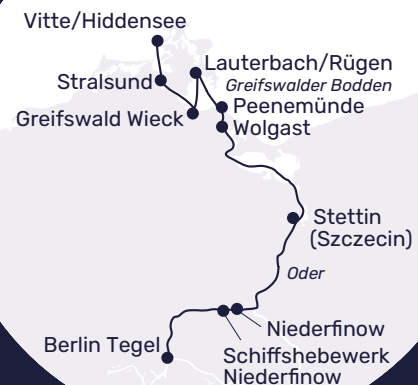 Vitte/Hiddensee
Lauterbach/Rügen
Stralsund
Greifswalder Bodden
Peenemünde
Greifswald Wieck
Wolgast
Stettin
(Szczecin)
Oder
Niederfinow
Berlin Tegel
Schiffshebewerk
Niederfinow